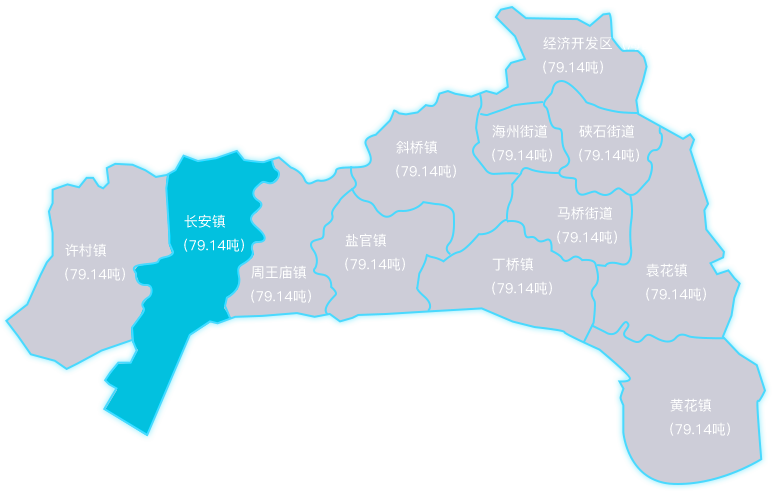 经济开发区
(79.14吨)
海州街道
(79.14吨)
硖石街道
(79.14吨)
斜桥镇
(79.14吨)
马桥街道
(79.14吨)
长安镇
(79.14吨)
盐官镇
(79.14吨)
许村镇
(79.14吨)
周王庙镇
(79.14吨)
丁桥镇
(79.14吨)
袁花镇
(79.14吨)
黄花镇
(79.14吨)